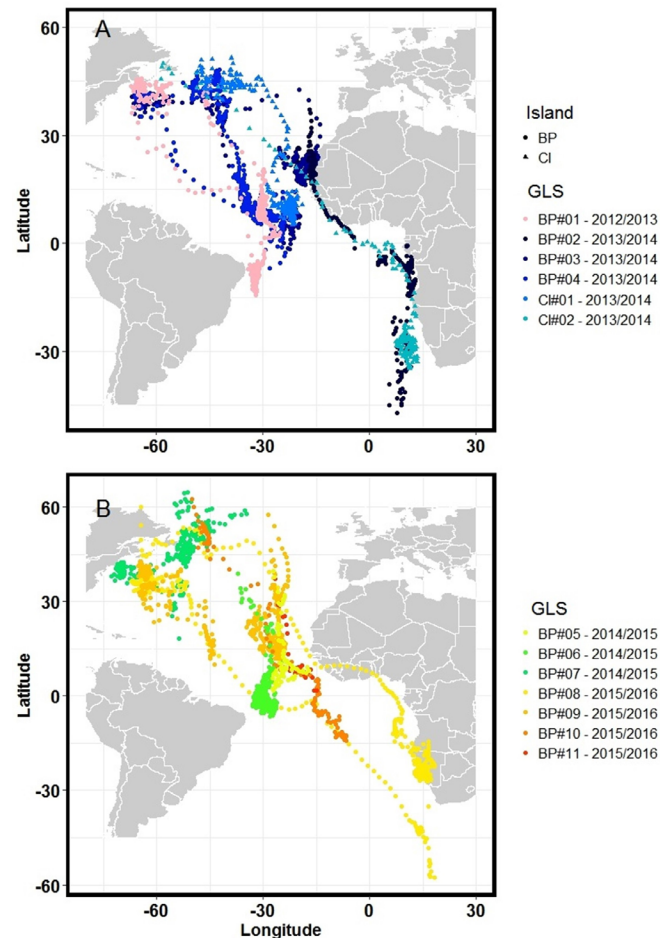 A
60
30
0
-30
Latitude
-60
-30
0
30
Island
BP
CI
GLS
BP#01 - 2012/2013
BP#02 - 2013/2014
BP#03 - 2013/2014
BP#04 - 2013/2014
CI#01 - 2013/2014
CI#02 - 2013/2014
B
60
30
0
-30
-60
Latitude
-60
-30
0
30
Longitude
GLS
BP#05 - 2014/2015
BP#06 - 2014/2015
BP#07 - 2014/2015
BP#08 - 2015/2016
BP#09 - 2015/2016
BP#10 - 2015/2016
BP#11 - 2015/2016